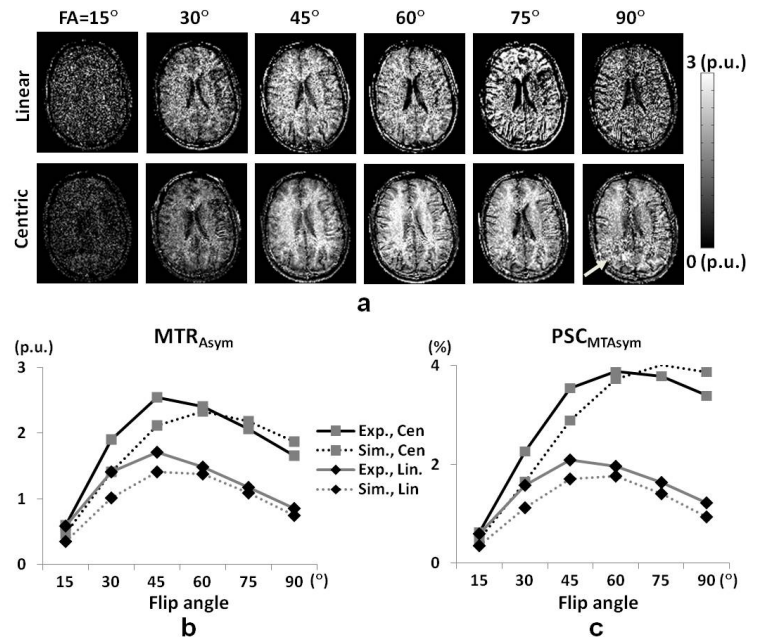 FA=15° 30° 45° 60° 75° 90°
Linear
Centric
3 (p.u.)
0 (p.u.)
a
MTRAsym
(p.u.)
3
2
1
0
15 30 45 60 75 90 (°)
Flip angle
b
Exp., Cen
Sim., Cen
Exp., Lin.
Sim., Lin
PSCMTAsym
(%)
4
2
0
15 30 45 60 75 90 (°)
Flip angle
c